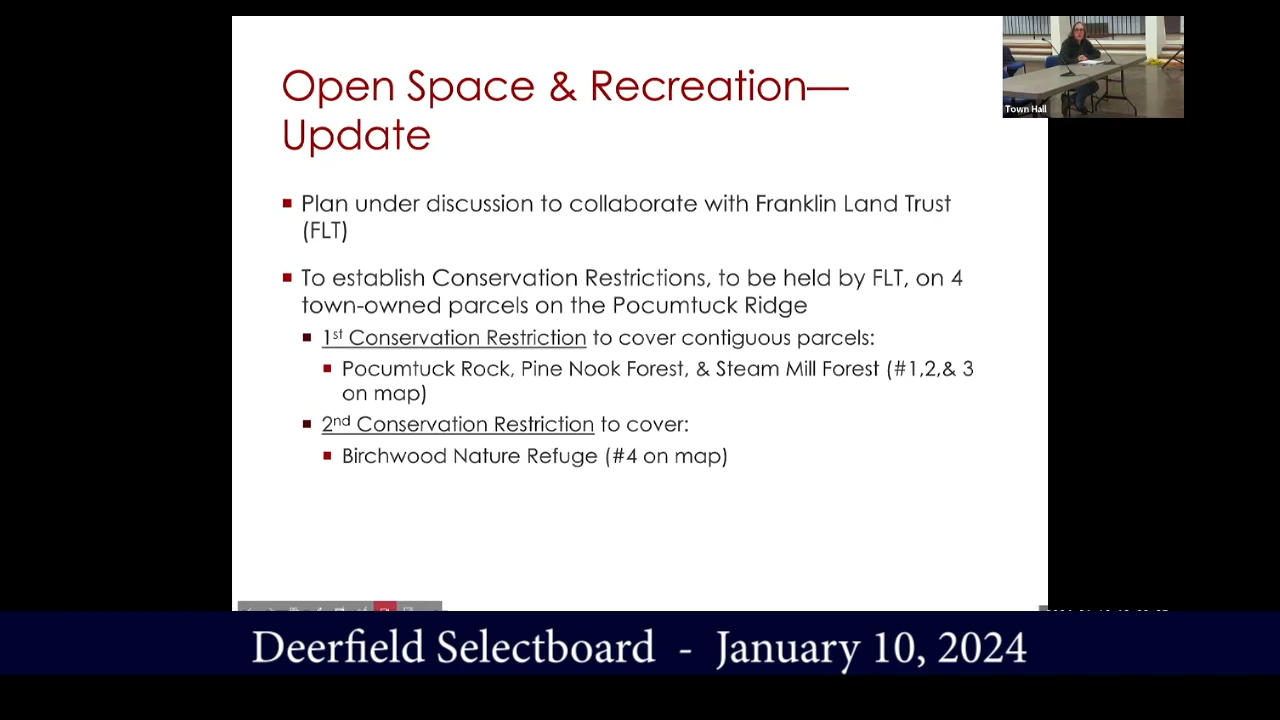 Open Space & Recreation—
Update
Town Hall
▪ Plan under discussion to collaborate with Franklin Land Trust
(FLT)
▪ To establish Conservation Restrictions, to be held by FLT, on 4
town-owned parcels on the Pocumtuck Ridge
▪ 1st Conservation Restriction to cover contiguous parcels:
▪ Pocumtuck Rock, Pine Nook Forest, & Steam Mill Forest (#1,2,& 3
on map)
▪ 2nd Conservation Restriction to cover:
▪ Birchwood Nature Refuge (#4 on map)
Deerfield Selectboard - January 10, 2024